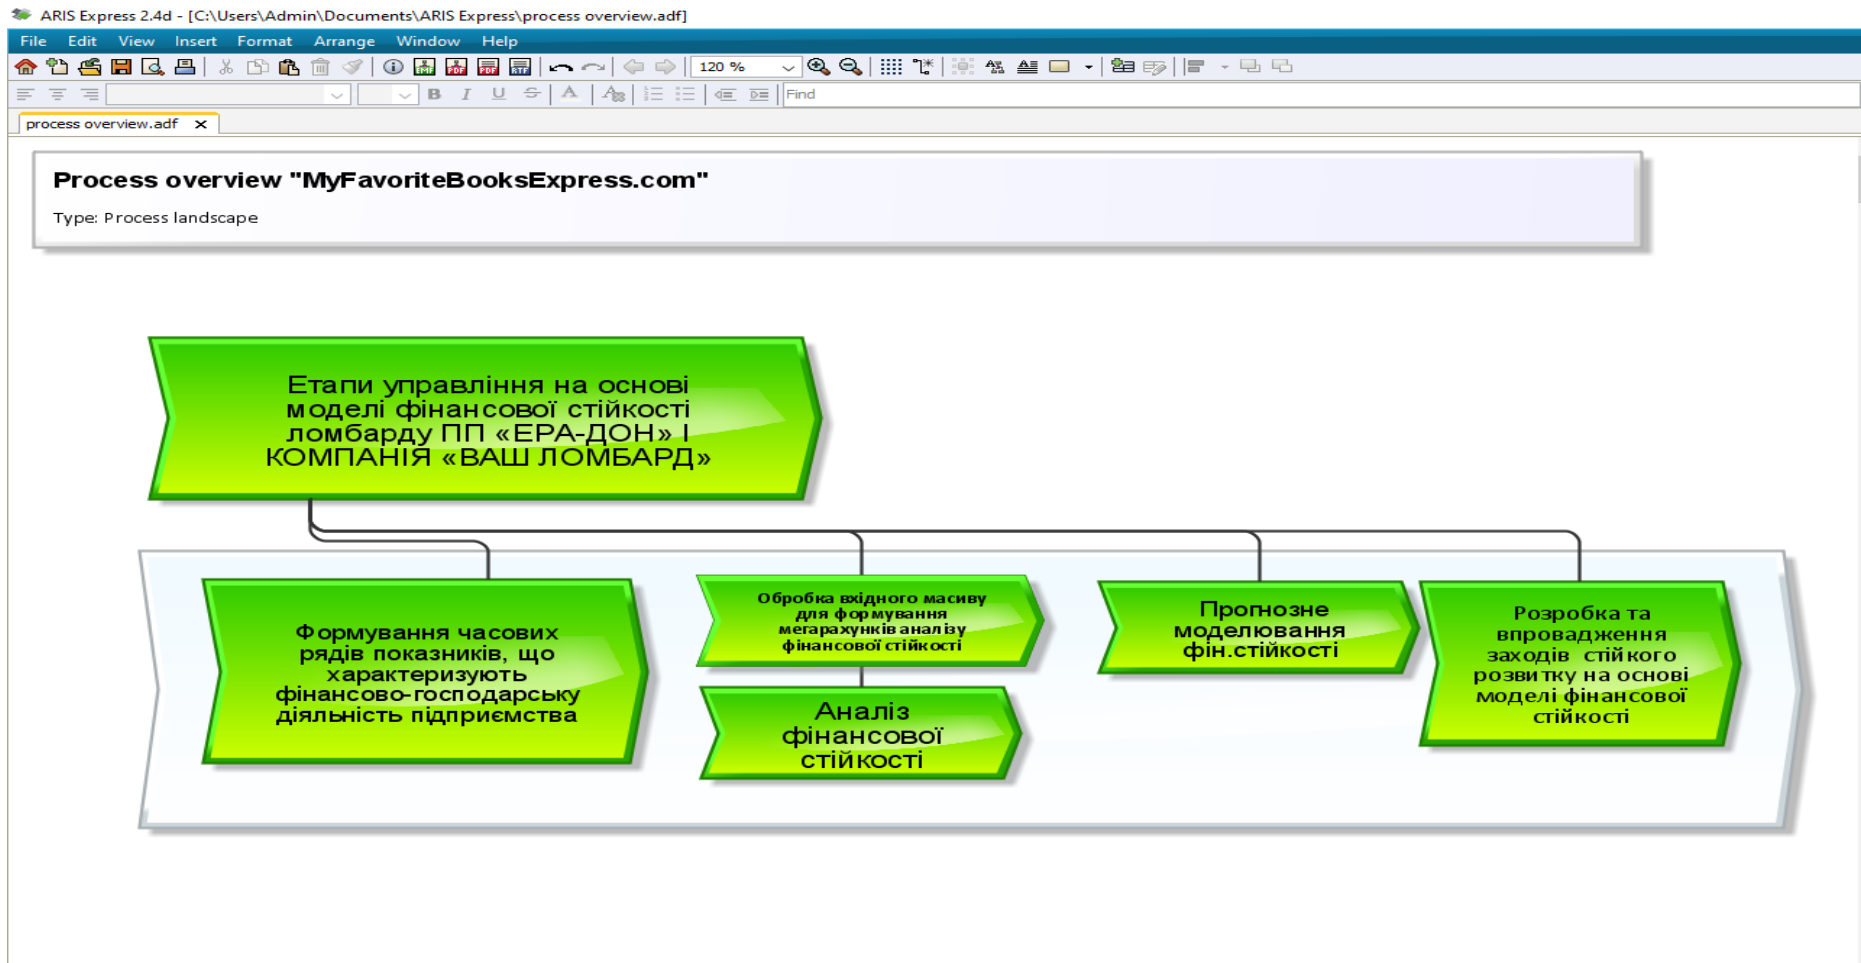 ARIS Express 2.4d - [C:\Users\Admin\Documents\ARIS Express\process overview.adf]
File Edit View Insert Format Arrange Window Help
EMF PDF PDF RTF 120 %
B I U S A Find
process overview.adf X
Process overview "MyFavoriteBooksExpress.com"
Type: Process landscape
Етапи управління на основі
моделі фінансової стійкості
ломбарду ПП «ЕРА-ДОН» І
КОМПАНІЯ «ВАШ ЛОМБАРД»
Формування часових
рядів показників, що
характеризують
фінансово-господарську
діяльність підприємства
Обробка вхідного масиву
для формування
мегарахунків аналізу
фінансової стійкості
Аналіз
фінансової
стійкості
Прогнозне
моделювання
фін.стійкості
Розробка та
впровадження
заходів стійкого
розвитку на основі
моделі фінансової
стійкості